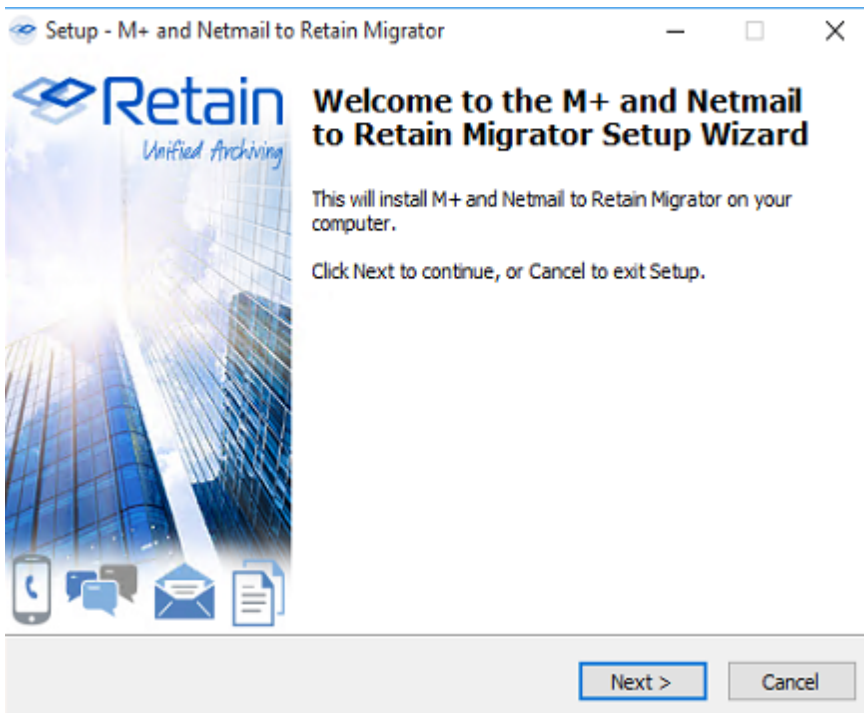 Setup - M+ and Netmail to Retain Migrator
Retain
Unified Archiving
Welcome to the M+ and Netmail
to Retain Migrator Setup Wizard
This will install M+ and Netmail to Retain Migrator on your
computer.
Click Next to continue, or Cancel to exit Setup.
Next >
Cancel